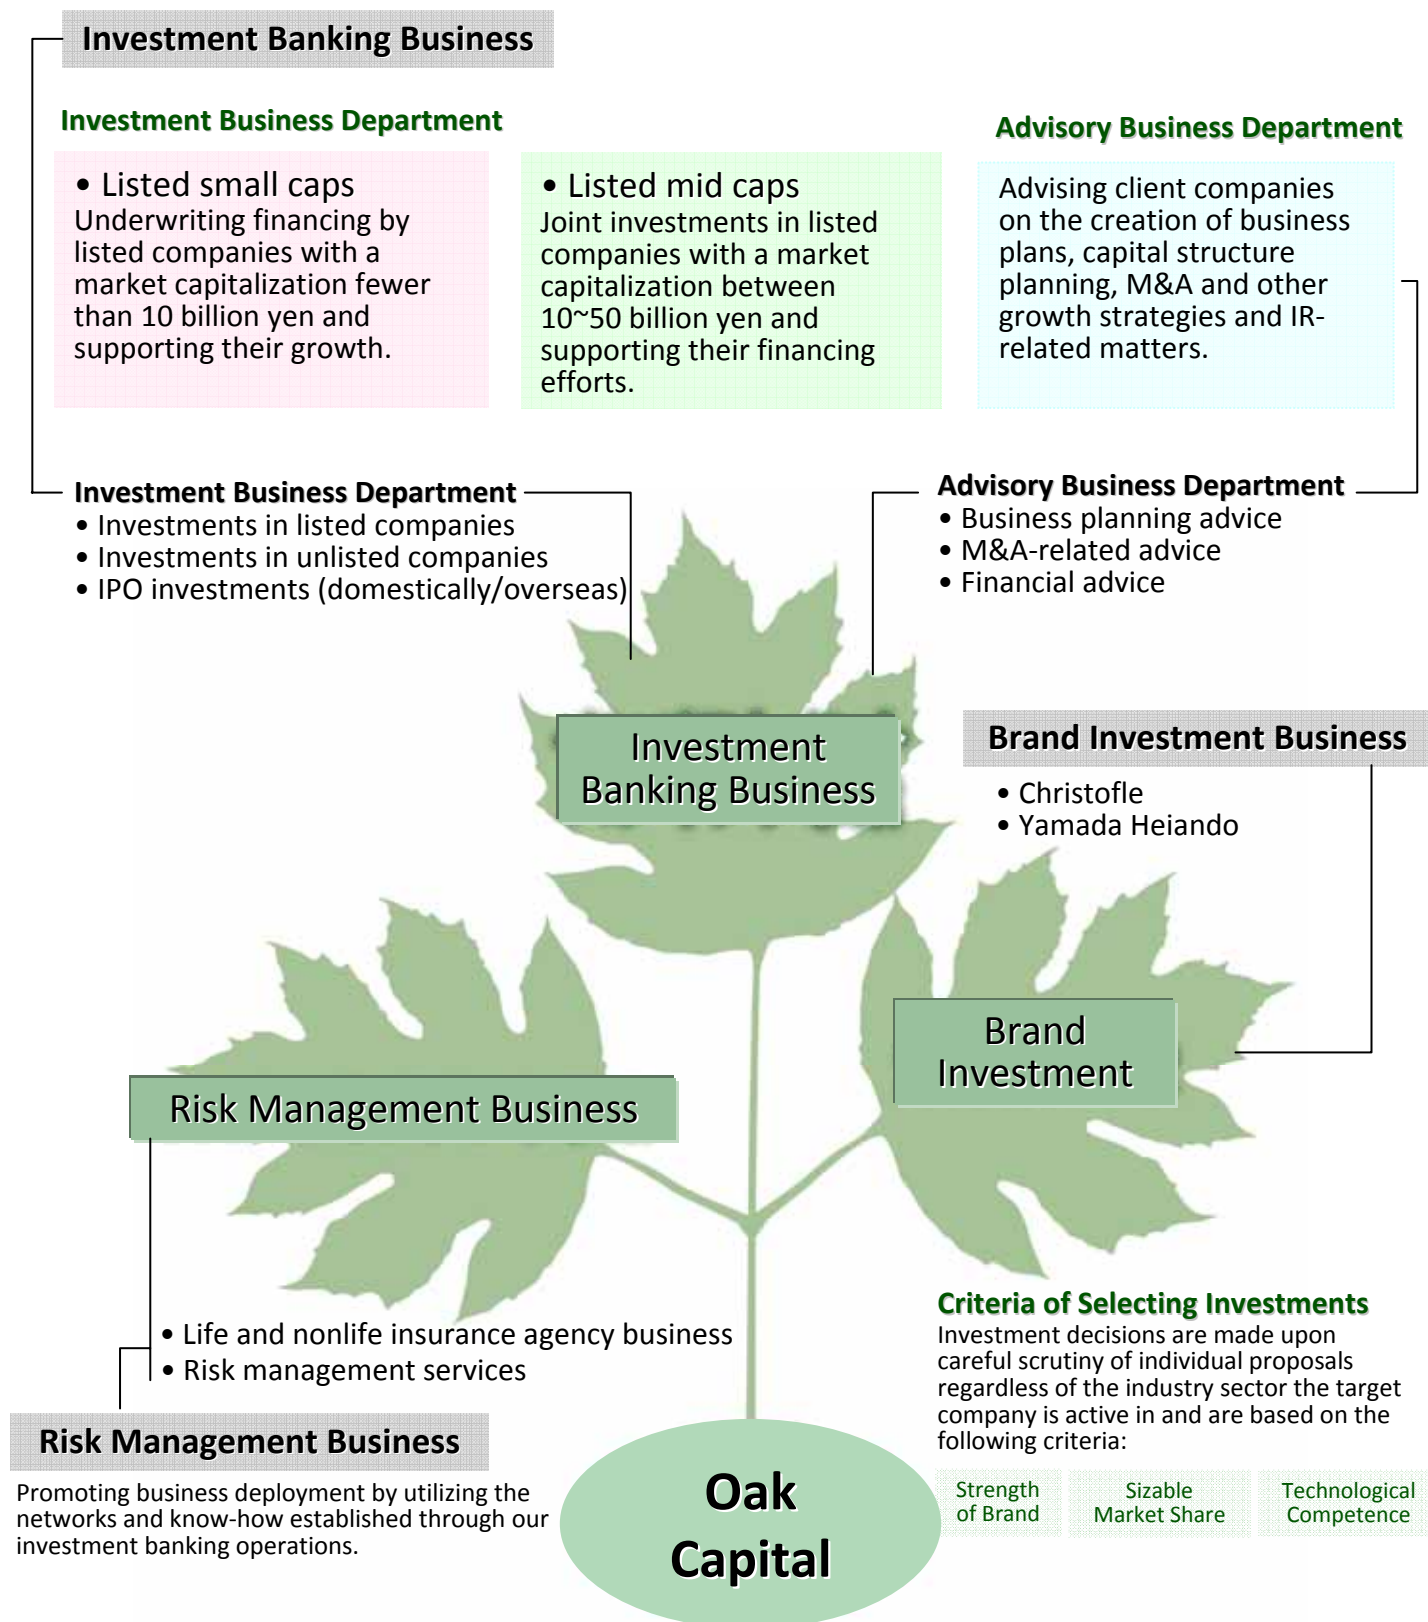 Investment Banking Business
Investment Business Department
• Listed small caps
Underwriting financing by
listed companies with a
market capitalization fewer
than 10 billion yen and
supporting their growth.
• Listed mid caps
Joint investments in listed
companies with a market
capitalization between
10~50 billion yen and
supporting their financing
efforts.
Advisory Business Department
Advising client companies
on the creation of business
plans, capital structure
planning, M&A and other
growth strategies and IR-
related matters.
Investment Business Department
• Investments in listed companies
• Investments in unlisted companies
• IPO investments (domestically/overseas)
Advisory Business Department
• Business planning advice
• M&A-related advice
• Financial advice
Investment
Banking Business
Brand Investment Business
• Christofle
• Yamada Heiando
Brand
Investment
Risk Management Business
• Life and nonlife insurance agency business
• Risk management services
Risk Management Business
Promoting business deployment by utilizing the
networks and know-how established through our
investment banking operations.
Oak
Capital
Criteria of Selecting Investments
Investment decisions are made upon
careful scrutiny of individual proposals
regardless of the industry sector the target
company is active in and are based on the
following criteria:
Strength
of Brand
Sizable
Market Share
Technological
Competence